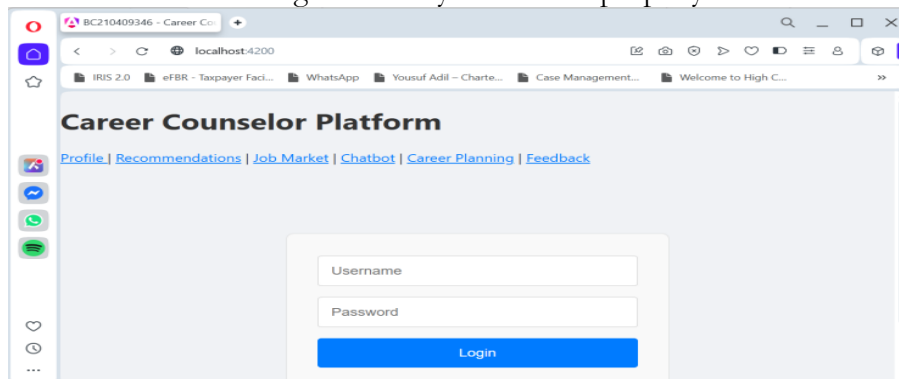 BC210409346 - Career Co
localhost:4200
IRIS 2.0 eFBR - Taxpayer Faci... WhatsApp Yousuf Adil – Charte... Case Management... Welcome to High C...
Career Counselor Platform
Profile | Recommendations | Job Market | Chatbot | Career Planning | Feedback
Username
Password
Login